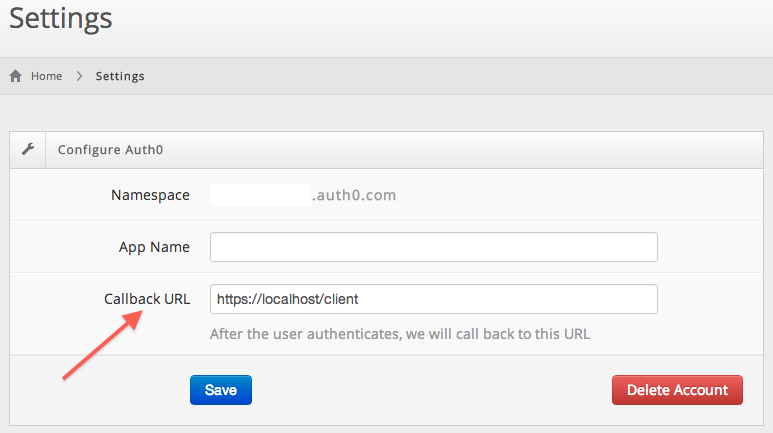 Settings
Home > Settings
Configure Auth0
Namespace .auth0.com
App Name
Callback URL https://localhost/client
After the user authenticates, we will call back to this URL
Save Delete Account